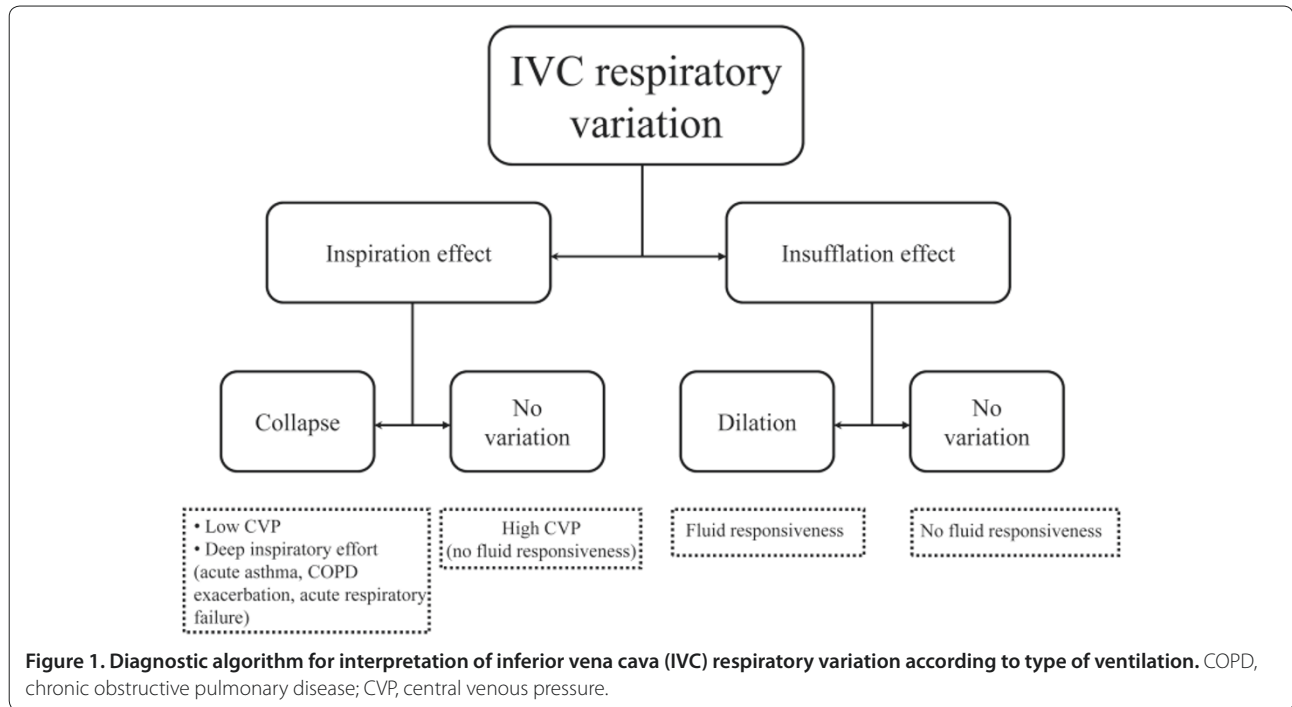 IVC respiratory
variation
Inspiration effect
Insufflation effect
Collapse
No
variation
Dilation
No
variation
• Low CVP
• Deep inspiratory effort
(acute asthma, COPD
exacerbation, acute respiratory
failure)
High CVP
(no fluid responsiveness)
Fluid responsiveness
No fluid responsiveness
Figure 1. Diagnostic algorithm for interpretation of inferior vena cava (IVC) respiratory variation according to type of ventilation. COPD,
chronic obstructive pulmonary disease; CVP, central venous pressure.